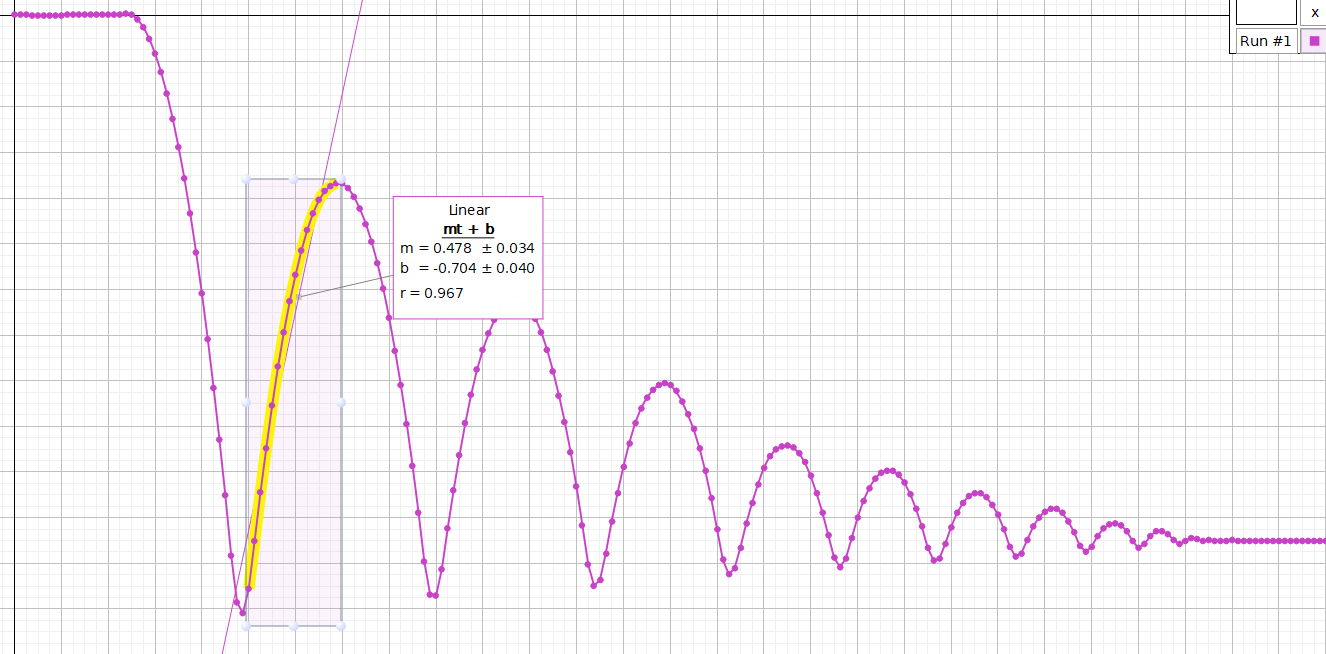 x
Run #1
Linear
mt + b
m = 0.478 ± 0.034
b = -0.704 ± 0.040
r = 0.967